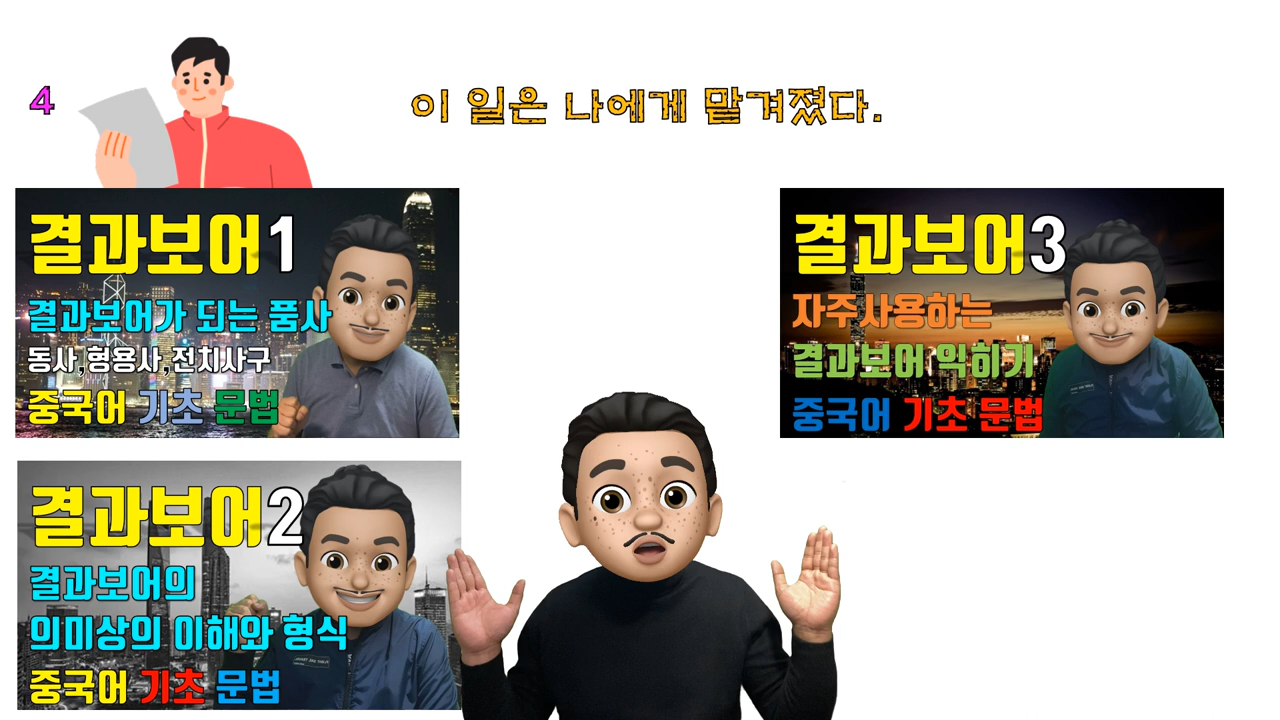 4
이 일은 나에게 맡겨졌다.
결과보어1
결과보어가 되는 품사
동사,형용사,전치사구
중국어 기초 문법
결과보어3
자주사용하는
결과보어 익히기
중국어 기초 문법
결과보어2
결과보어의
의미상의 이해와 형식
중국어 기초 문법